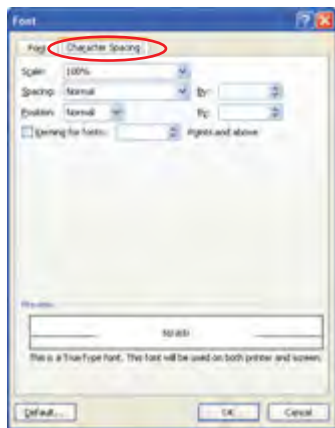 Font
Font Character Spacing
Scale: 100%
Spacing: Normal By:
Position: Normal By:
Kerning for fonts: Points and above
Preview
This is a TrueType font. This font will be used on both printer and screen.
Default... OK Cancel